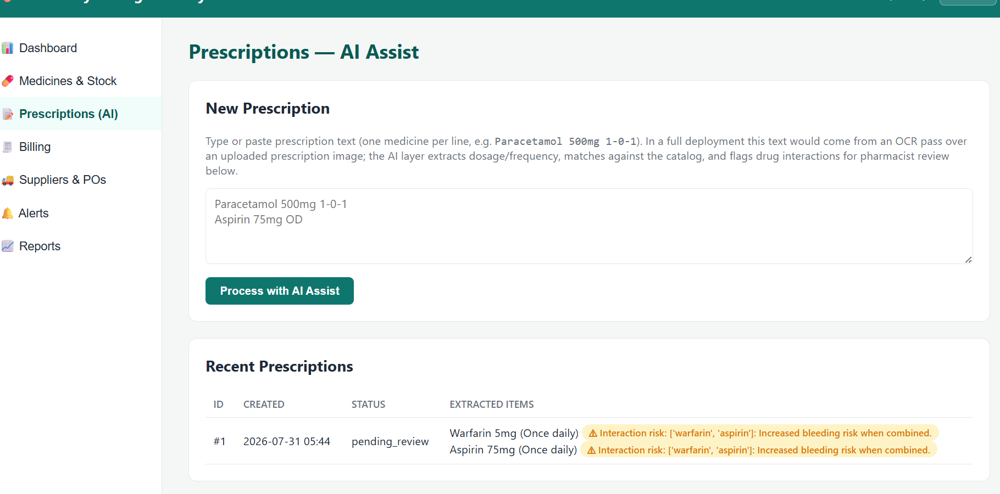 Dashboard
Medicines & Stock
Prescriptions (AI)
Billing
Suppliers & POs
Alerts
Reports
Prescriptions — AI Assist
New Prescription
Type or paste prescription text (one medicine per line, e.g. Paracetamol 500mg 1-0-1). In a full deployment this text would come from an OCR pass over
an uploaded prescription image; the AI layer extracts dosage/frequency, matches against the catalog, and flags drug interactions for pharmacist review
below.
Paracetamol 500mg 1-0-1
Aspirin 75mg OD
Process with AI Assist
Recent Prescriptions
ID CREATED STATUS EXTRACTED ITEMS
#1 2026-07-31 05:44 pending_review
Warfarin 5mg (Once daily) ⚠ Interaction risk: ['warfarin', 'aspirin']: Increased bleeding risk when combined.
Aspirin 75mg (Once daily) ⚠ Interaction risk: ['warfarin', 'aspirin']: Increased bleeding risk when combined.